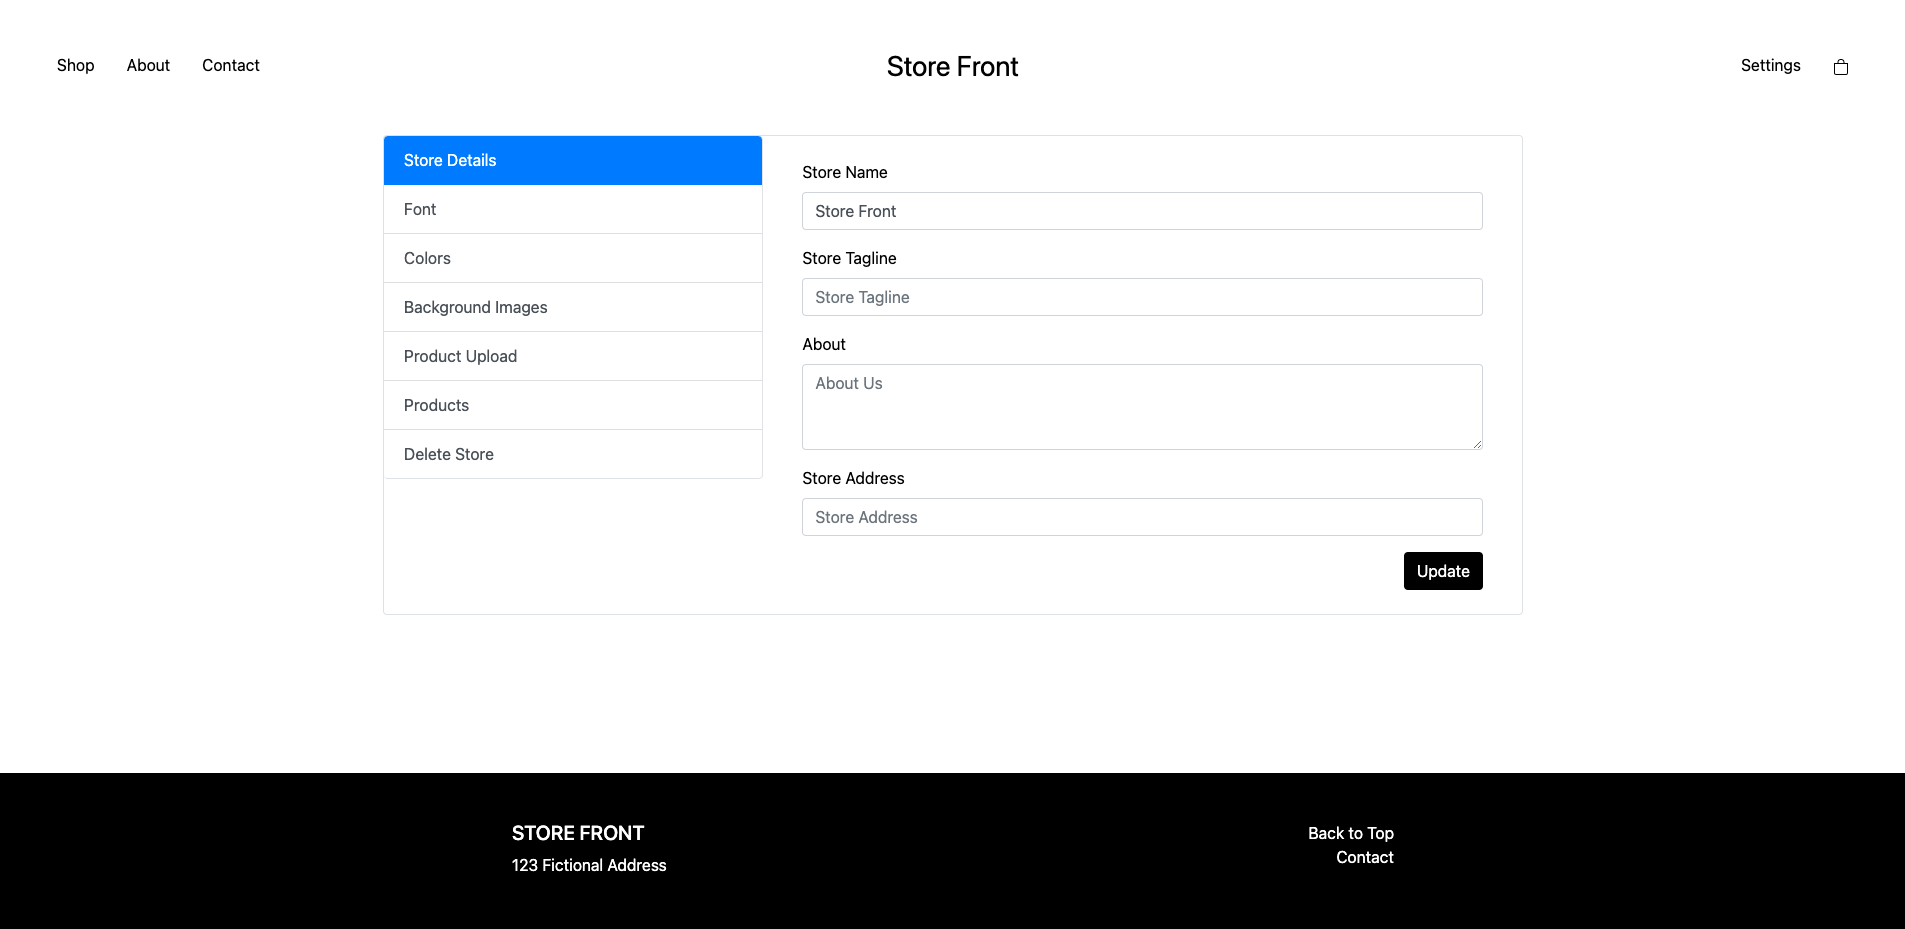 Shop About Contact Store Front Settings
Store Details
Font
Colors
Background Images
Product Upload
Products
Delete Store
Store Name
Store Front
Store Tagline
Store Tagline
About
About Us
Store Address
Store Address
Update
STORE FRONT
123 Fictional Address
Back to Top
Contact